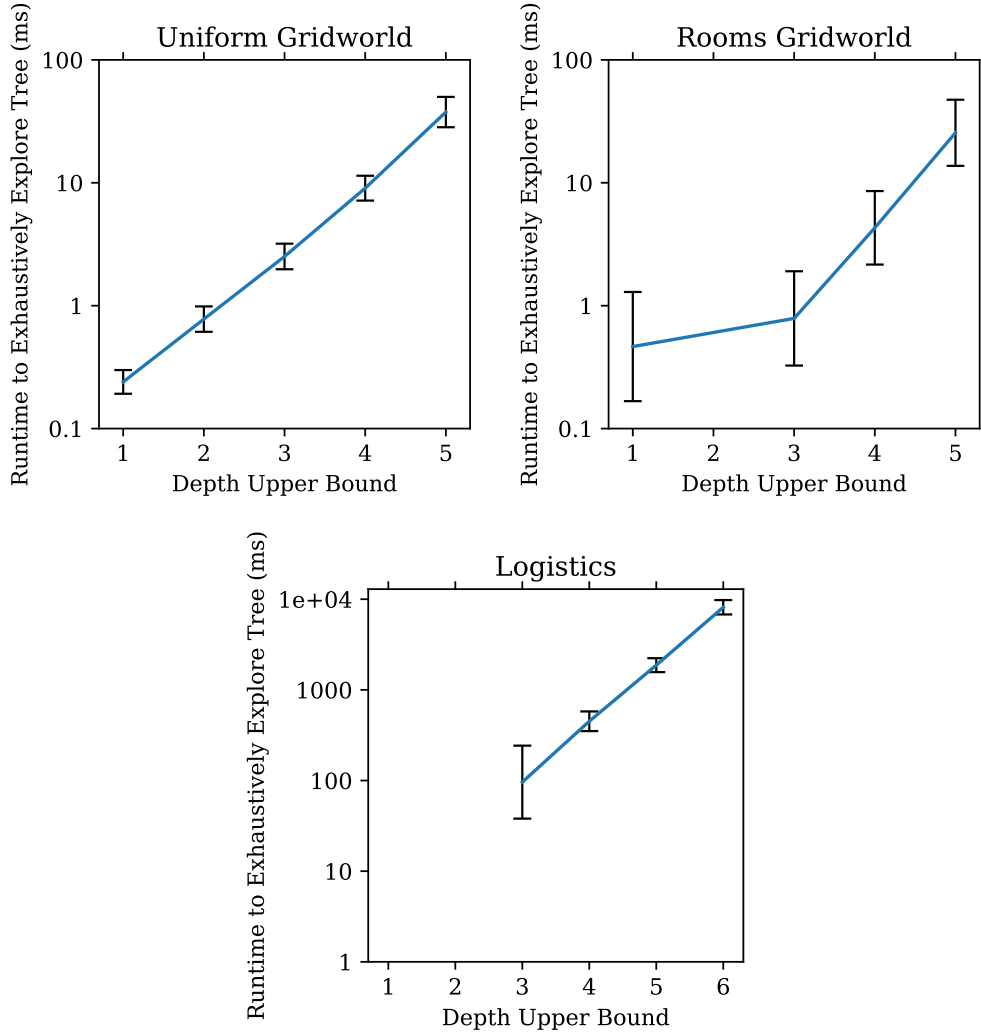 Uniform Gridworld
Runtime to Exhaustively Explore Tree (ms)
100
10
1
0.1
1 2 3 4 5
Depth Upper Bound
Rooms Gridworld
Runtime to Exhaustively Explore Tree (ms)
100
10
1
0.1
1 2 3 4 5
Depth Upper Bound
Logistics
Runtime to Exhaustively Explore Tree (ms)
1e+04
1000
100
10
1
1 2 3 4 5 6
Depth Upper Bound